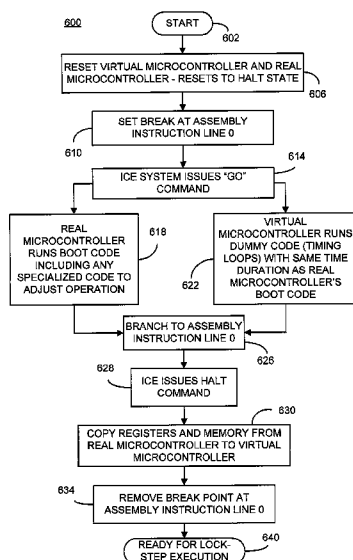 600
START
602
RESET VIRTUAL MICROCONTROLLER AND REAL
MICROCONTROLLER - RESETS TO HALT STATE
606
SET BREAK AT ASSEMBLY
INSTRUCTION LINE 0
610
614
ICE SYSTEM ISSUES "GO"
COMMAND
REAL
MICROCONTROLLER
RUNS BOOT CODE
INCLUDING ANY
SPECIALIZED CODE TO
ADJUST OPERATION
618
VIRTUAL
MICROCONTROLLER RUNS
DUMMY CODE (TIMING
LOOPS) WITH SAME TIME
DURATION AS REAL
MICROCONTROLLER'S
BOOT CODE
622
BRANCH TO ASSEMBLY
INSTRUCTION LINE 0
626
628
ICE ISSUES HALT
COMMAND
630
COPY REGISTERS AND MEMORY FROM
REAL MICROCONTROLLER TO VIRTUAL
MICROCONTROLLER
634
REMOVE BREAK POINT AT
ASSEMBLY INSTRUCTION LINE 0
640
READY FOR LOCK-
STEP EXECUTION